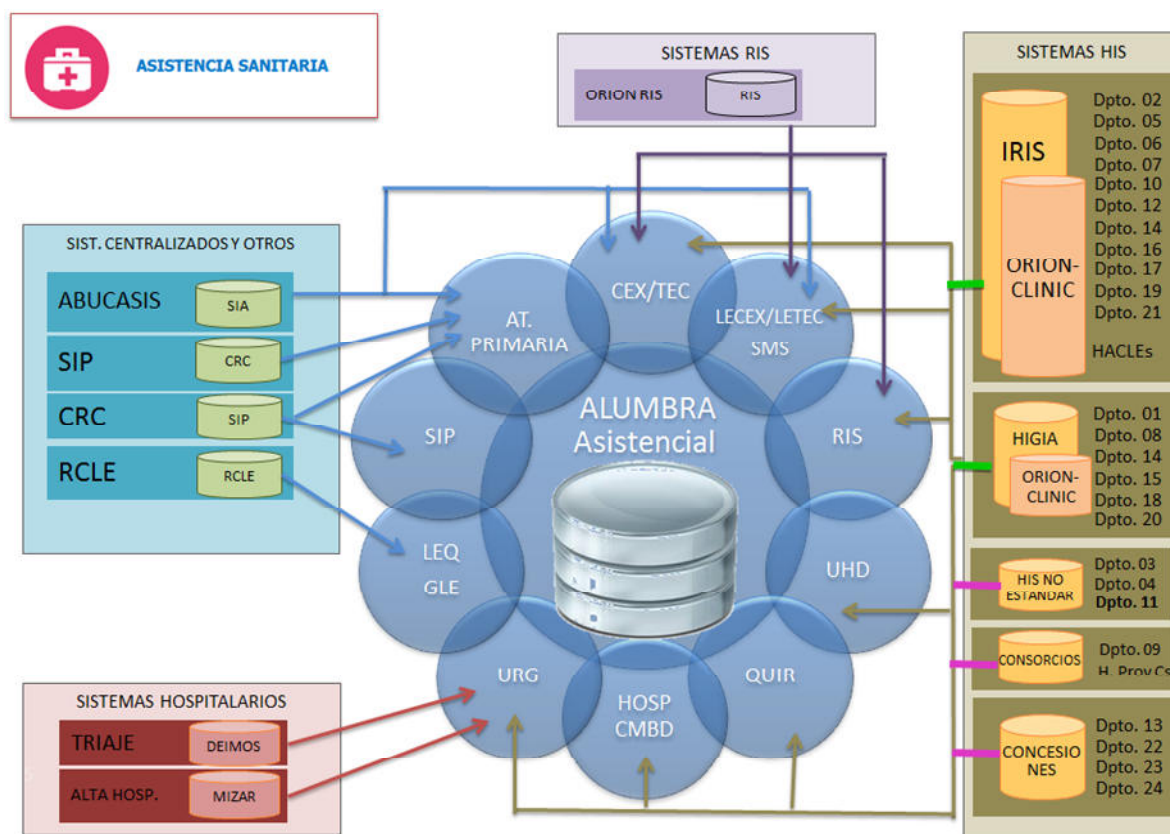 ASISTENCIA SANITARIA
SISTEMAS RIS
ORION RIS
RIS
SIST. CENTRALIZADOS Y OTROS
ABUCASIS
SIA
SIP
CRC
CRC
SIP
RCLE
RCLE
SISTEMAS HOSPITALARIOS
TRIAJE
DEIMOS
ALTA HOSP.
MIZAR
CEX/TEC
LECEX/LETEC
SMS
AT.
PRIMARIA
SIP
RIS
ALUMBRA
Asistencial
LEQ
GLE
UHD
URG
HOSP
CMBD
QUIR
SISTEMAS HIS
IRIS
ORION-
CLINIC
Dpto. 02
Dpto. 05
Dpto. 06
Dpto. 07
Dpto. 10
Dpto. 12
Dpto. 14
Dpto. 16
Dpto. 17
Dpto. 19
Dpto. 21
HACLEs
HIGIA
ORION-
CLINIC
Dpto. 01
Dpto. 08
Dpto. 14
Dpto. 15
Dpto. 18
Dpto. 20
HIS NO
ESTANDAR
Dpto. 03
Dpto. 04
Dpto. 11
CONSORCIOS
Dpto. 09
H. Prov Cs
CONCESIO
NES
Dpto. 13
Dpto. 22
Dpto. 23
Dpto. 24